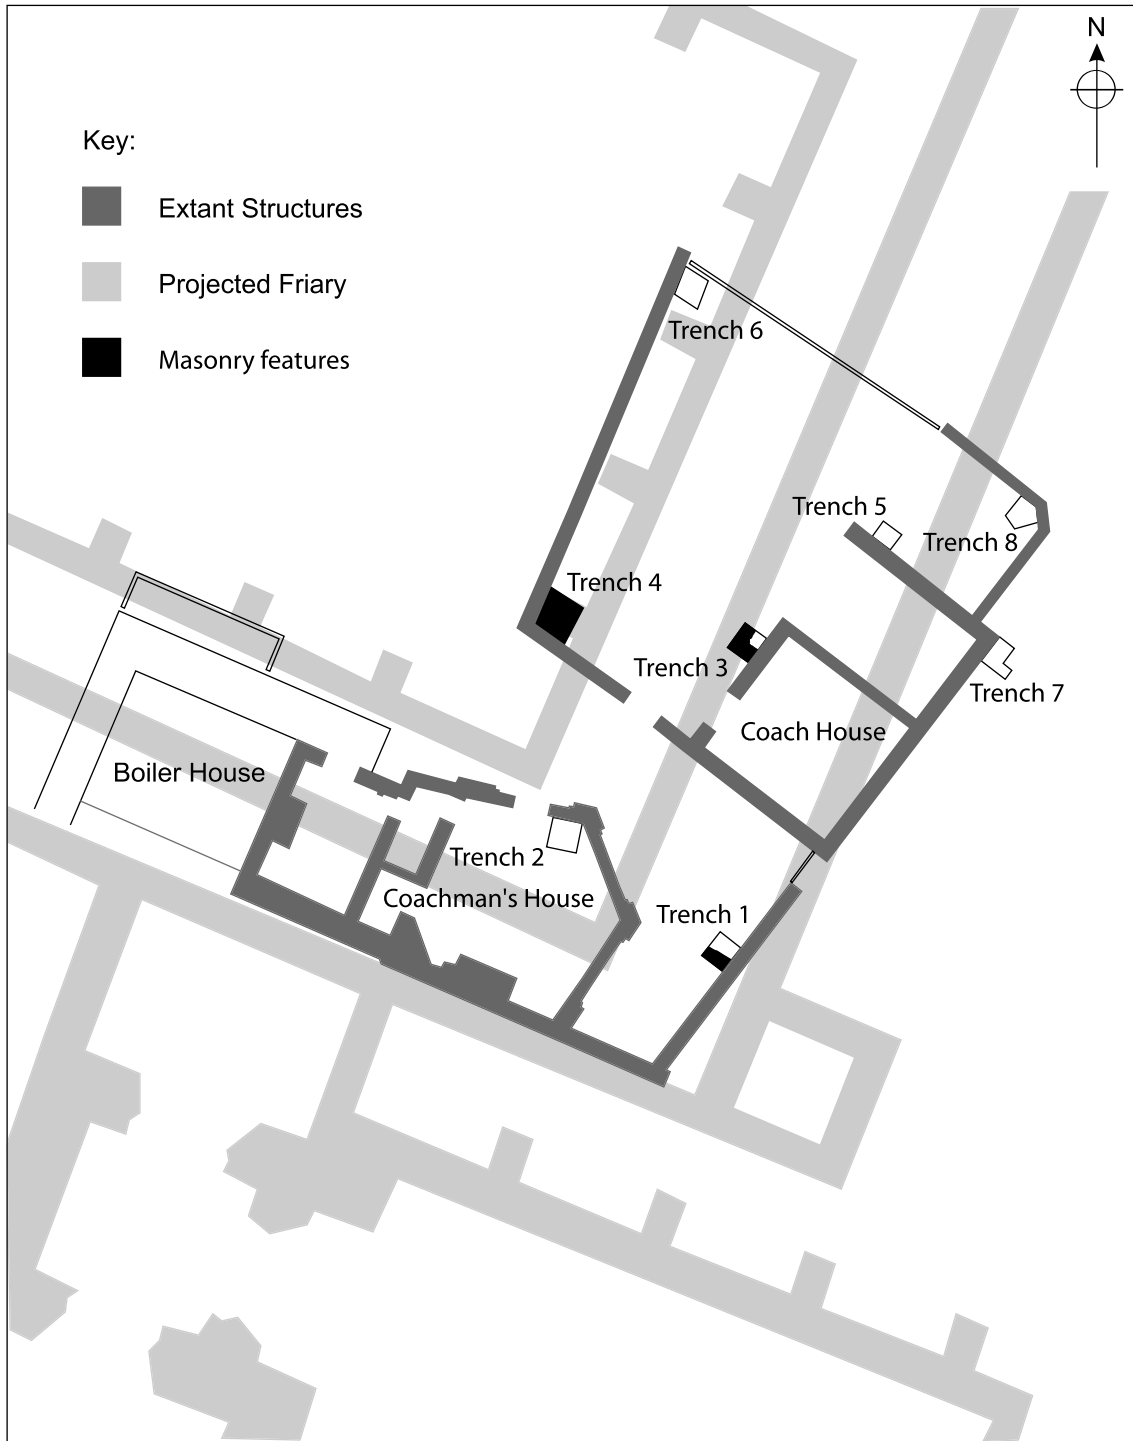 N
Key:
Extant Structures
Projected Friary
Masonry features
Trench 6
Trench 5
Trench 8
Trench 4
Trench 3
Trench 7
Coach House
Boiler House
Trench 2
Coachman's House
Trench 1